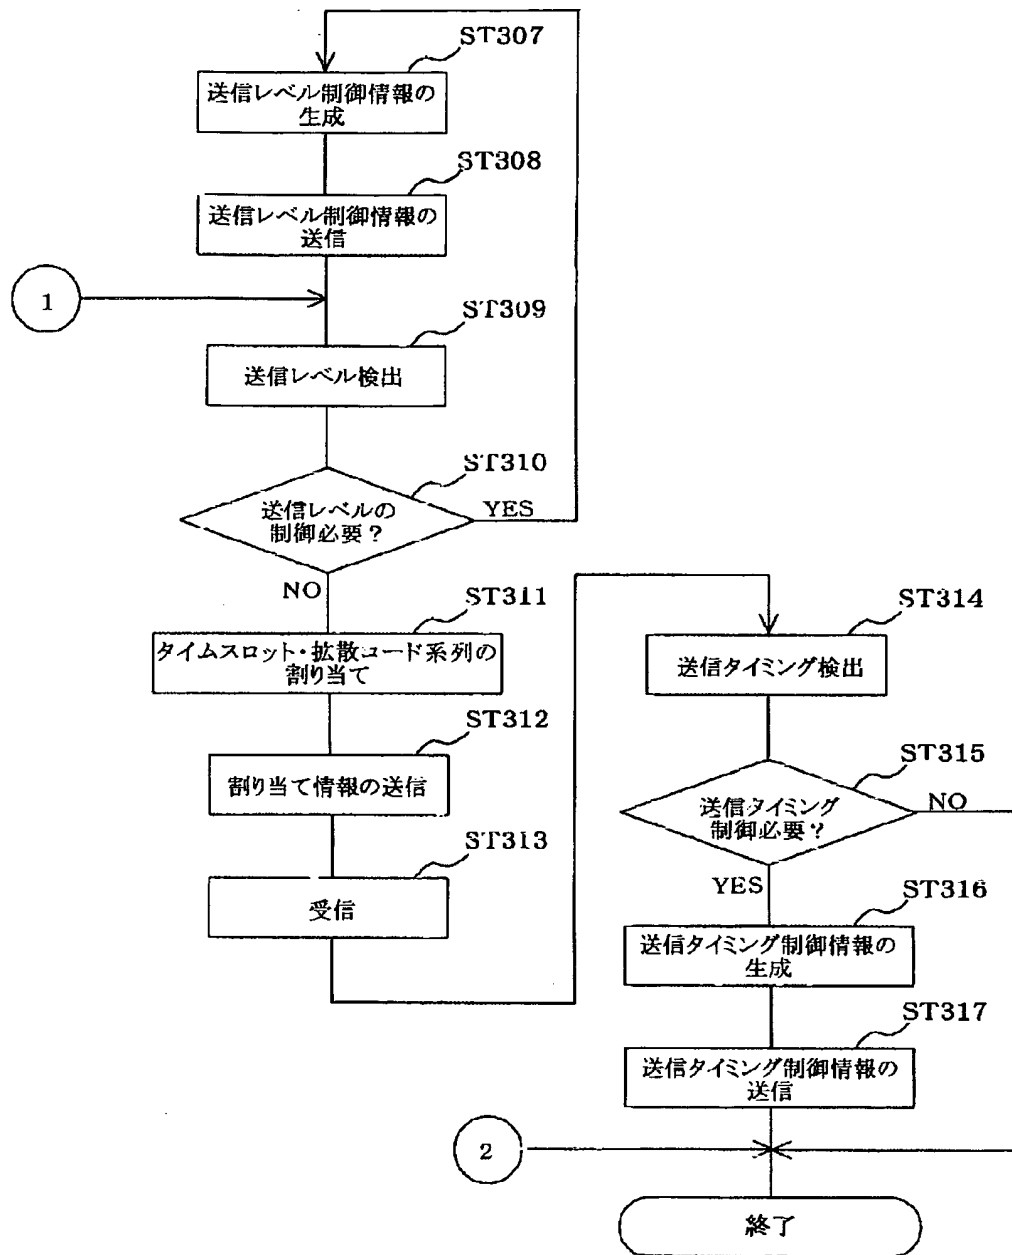 ST307
送信レベル制御情報の
生成
ST308
送信レベル制御情報の
送信
1
ST309
送信レベル検出
ST310
送信レベルの
制御必要？
YES
NO
ST311
タイムスロット・拡散コード系列の
割り当て
ST312
割り当て情報の送信
ST313
受信
ST314
送信タイミング検出
ST315
送信タイミング
制御必要？
NO
YES
ST316
送信タイミング制御情報の
生成
ST317
送信タイミング制御情報の
送信
2
終了